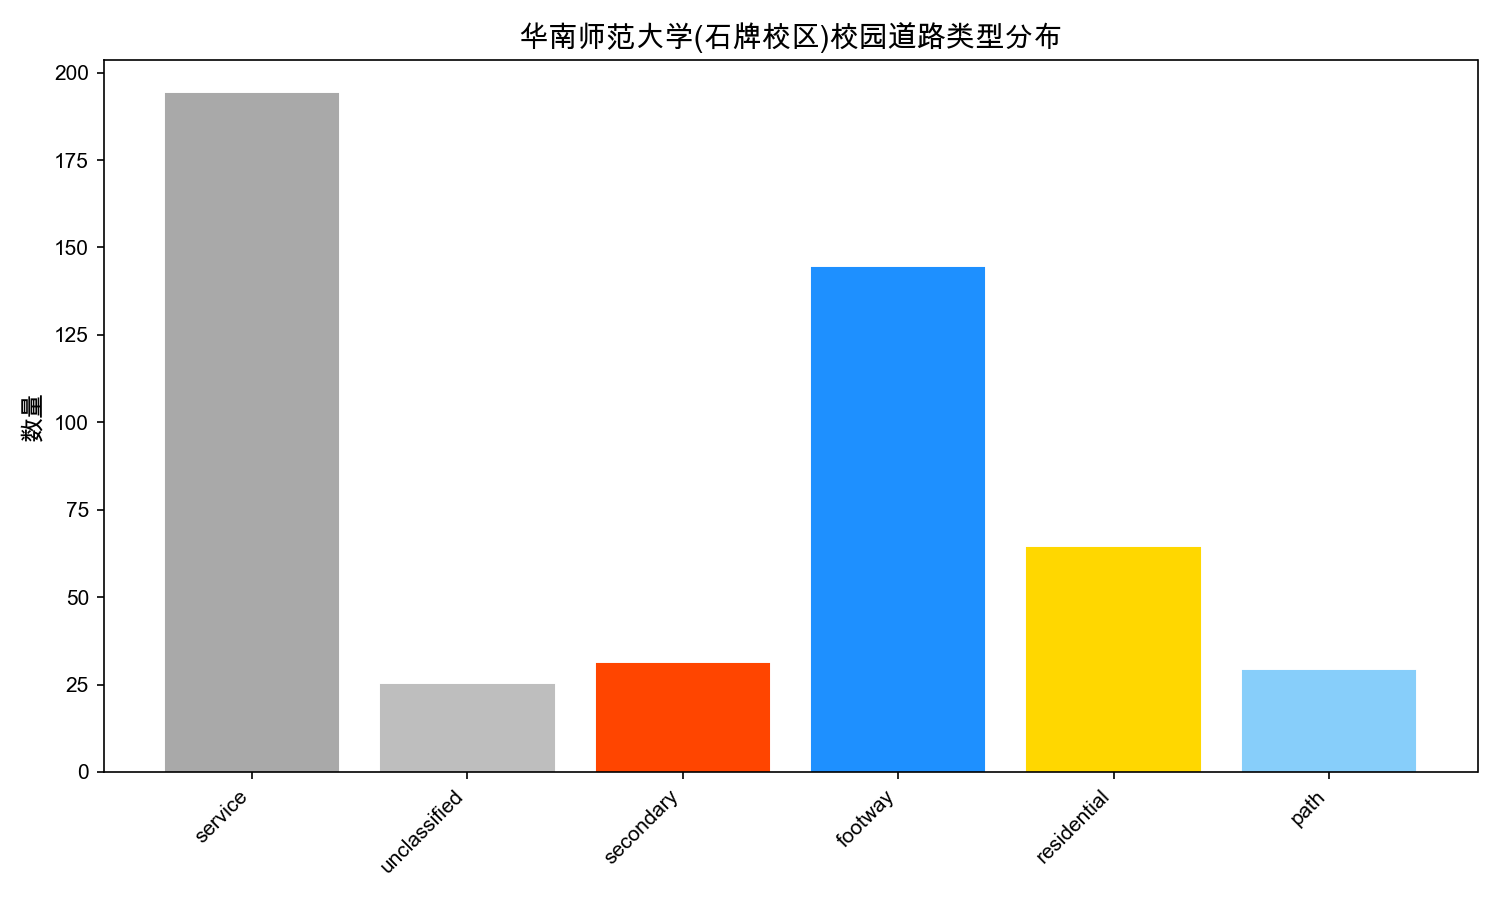 华南师范大学(石牌校区)校园道路类型分布
数量
200
175
150
125
100
75
50
25
0
service
unclassified
secondary
footway
residential
path